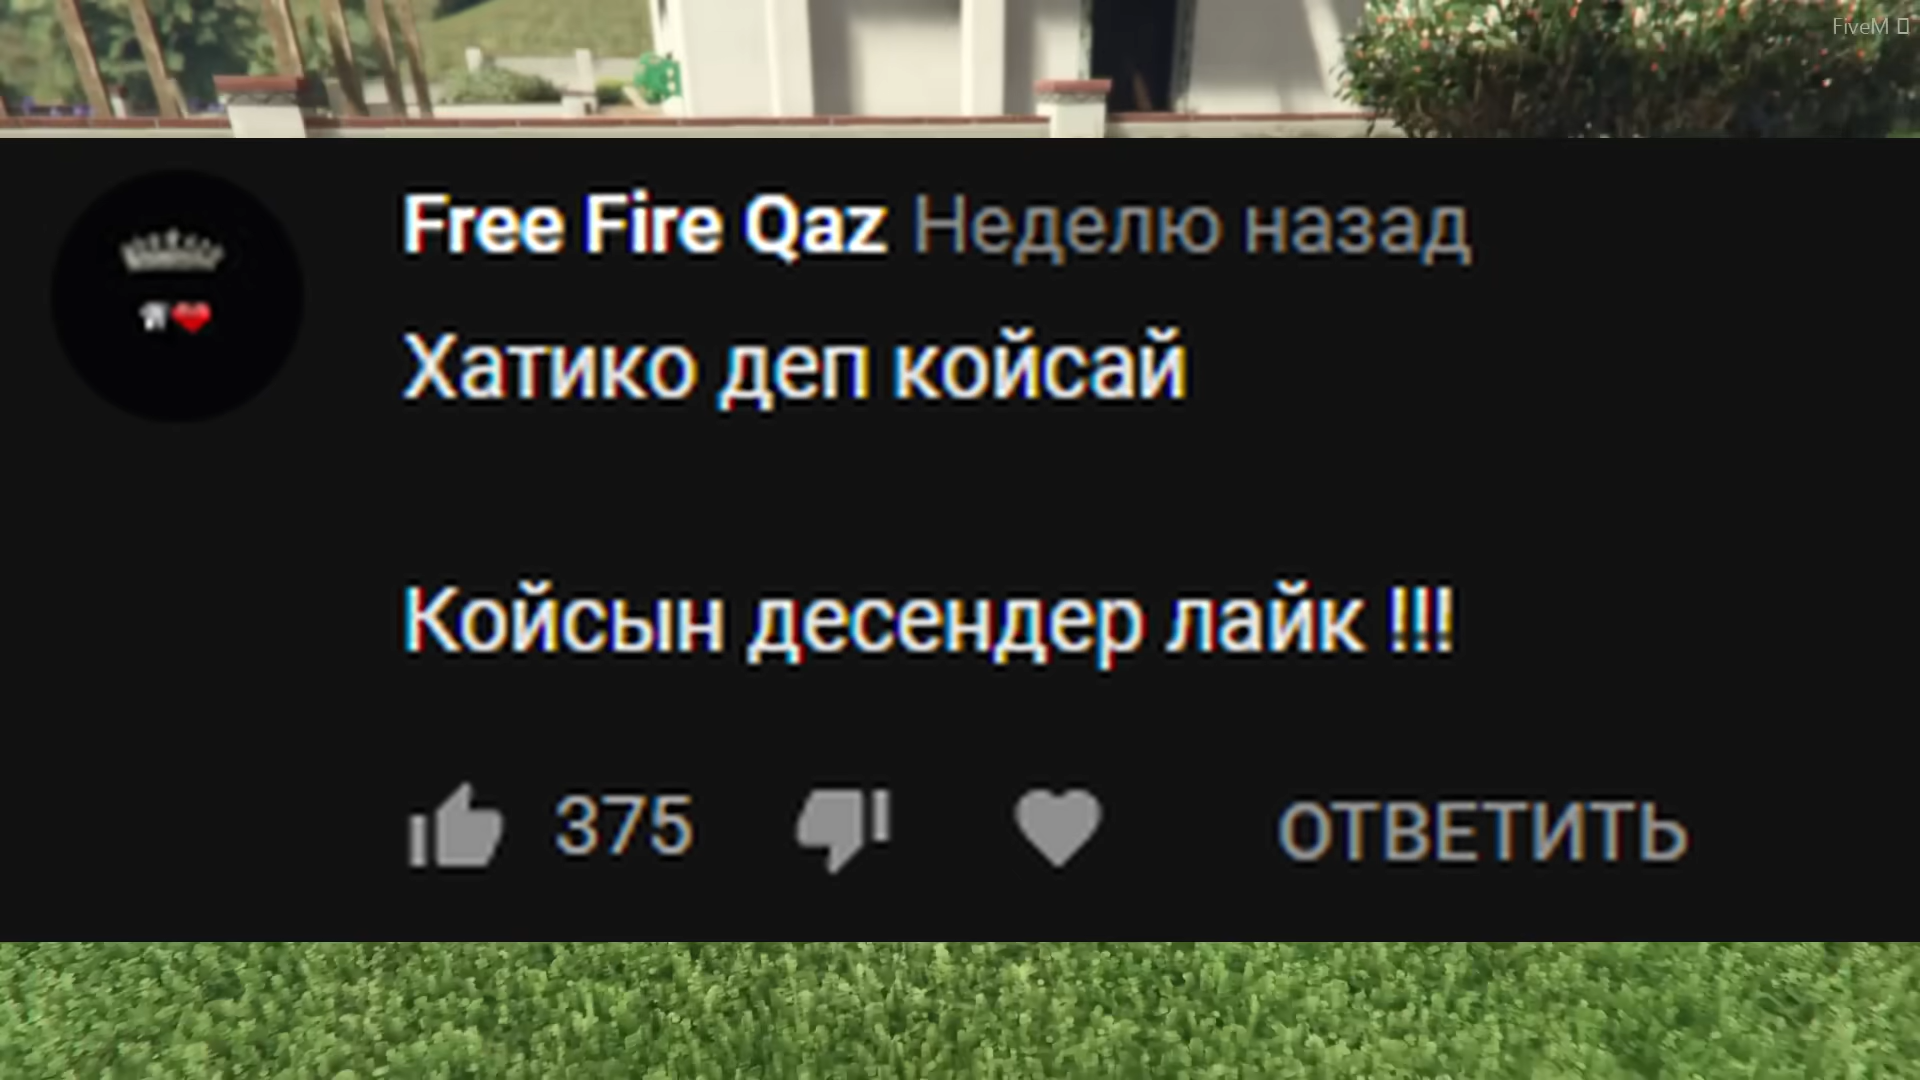 FiveM
Free Fire Qaz Неделю назад
Хатико деп койсай
Койсын десендер лайк !!!
375
ОТВЕТИТЬ